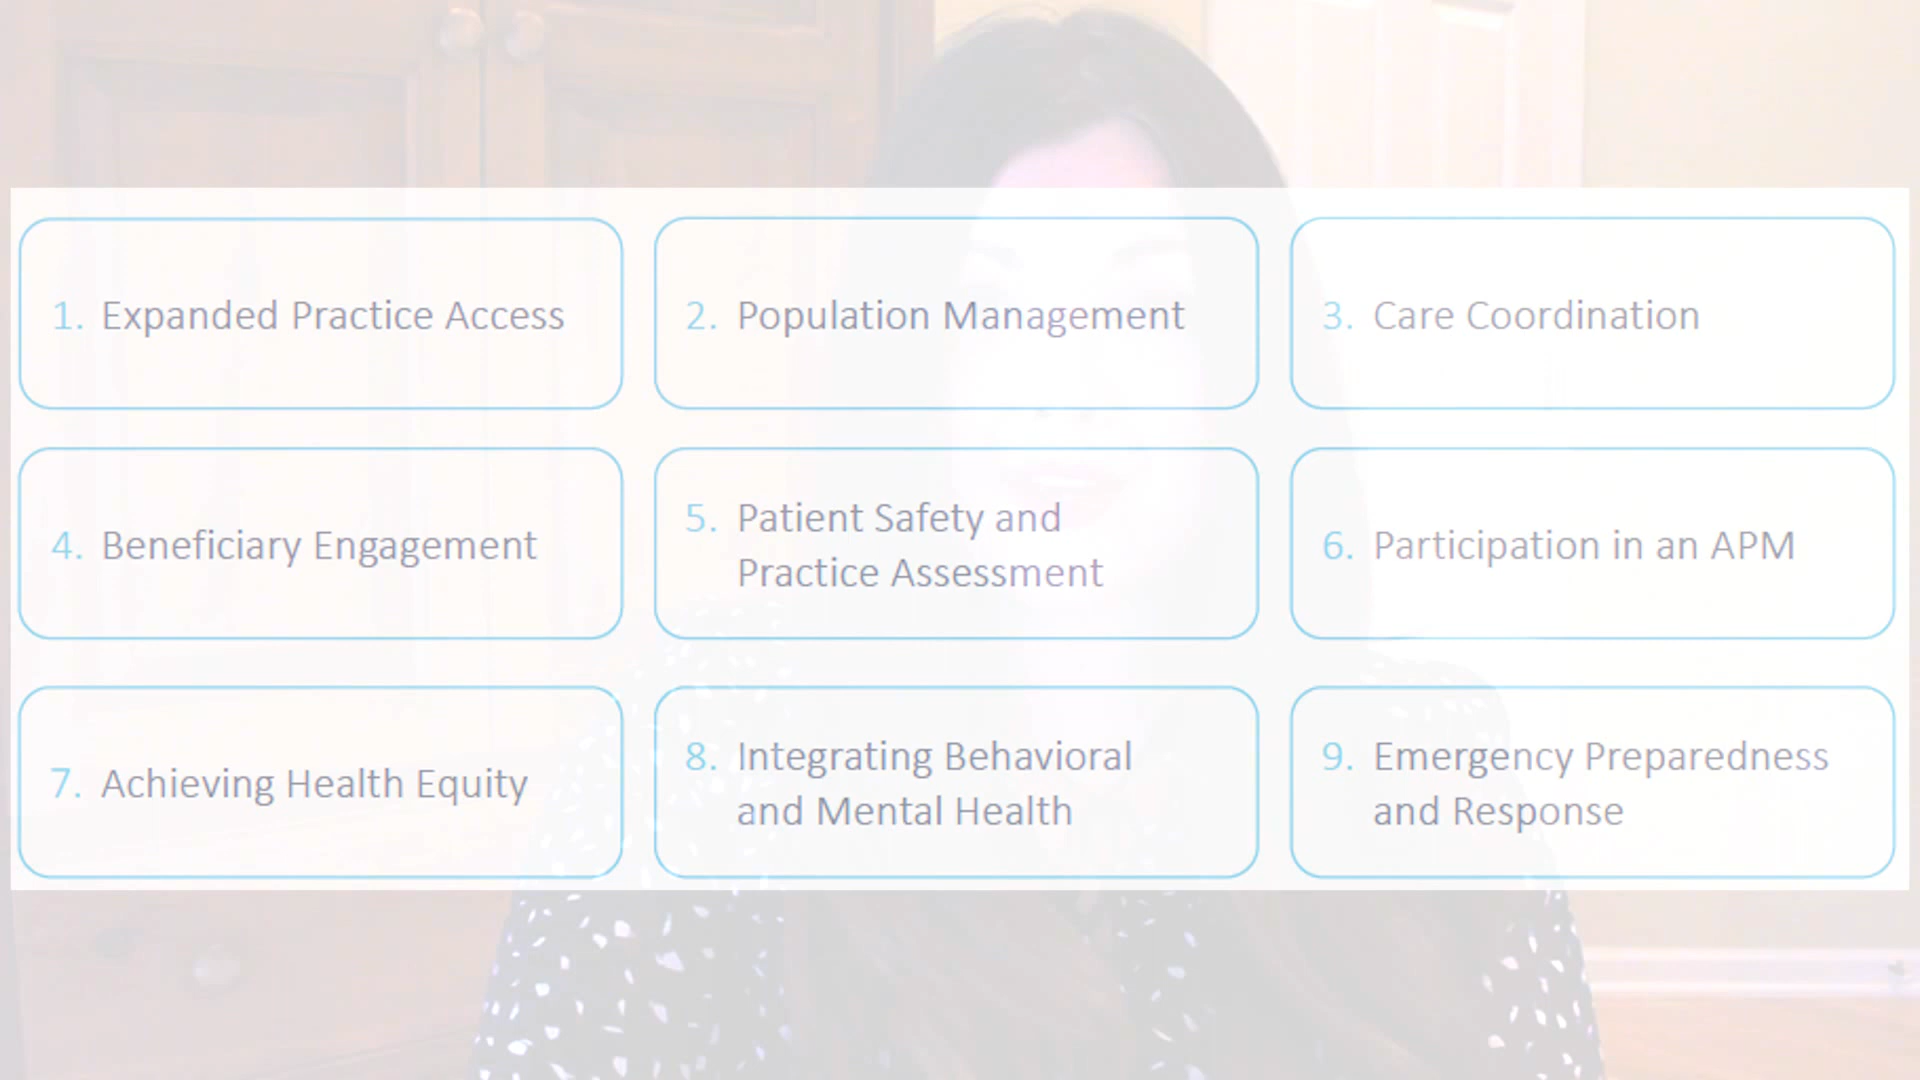 1. Expanded Practice Access
2. Population Management
3. Care Coordination
4. Beneficiary Engagement
5. Patient Safety and
Practice Assessment
6. Participation in an APM
7. Achieving Health Equity
8. Integrating Behavioral
and Mental Health
9. Emergency Preparedness
and Response